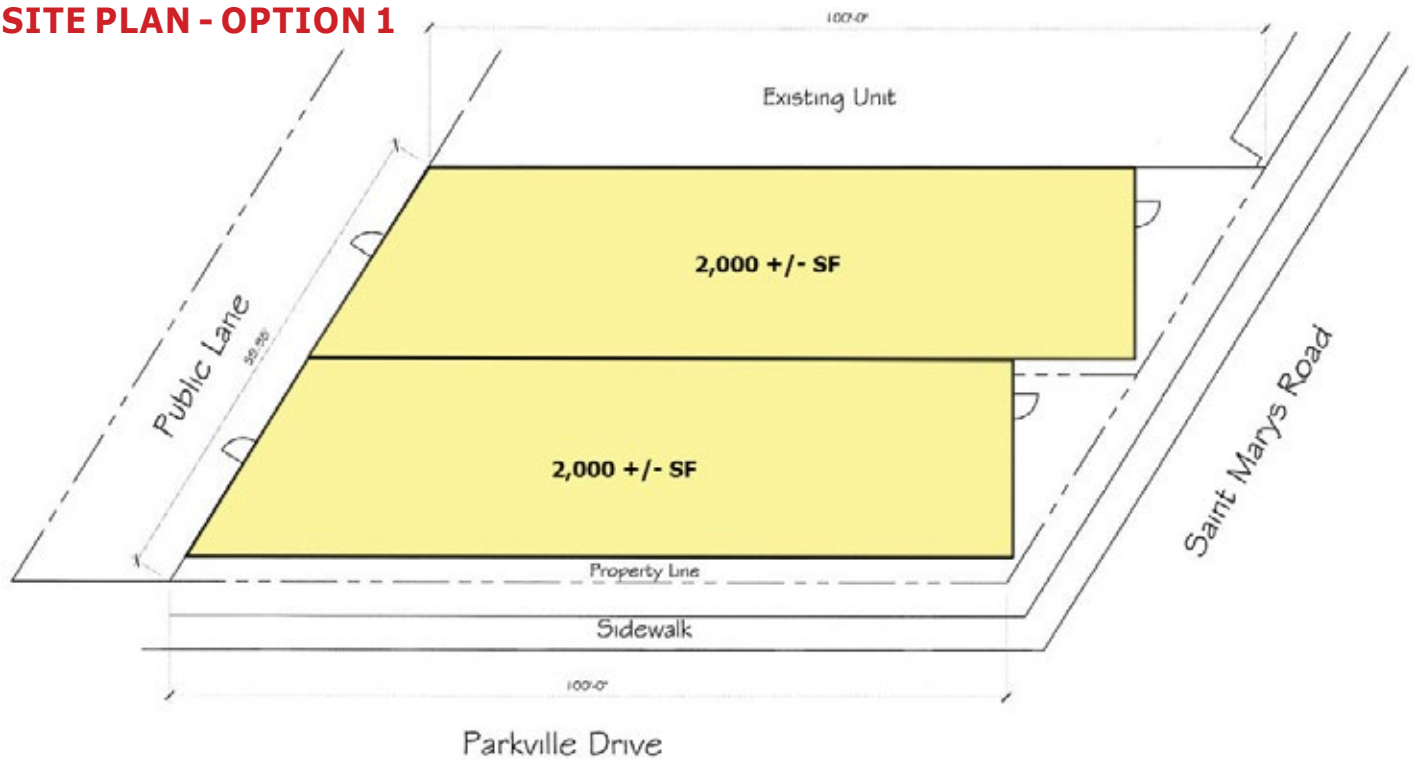 SITE PLAN - OPTION 1
100'-0"
Existing Unit
2,000 +/- SF
Public Lane
2,000 +/- SF
Saint Marys Road
Property Line
Sidewalk
100'-0"
Parkville Drive